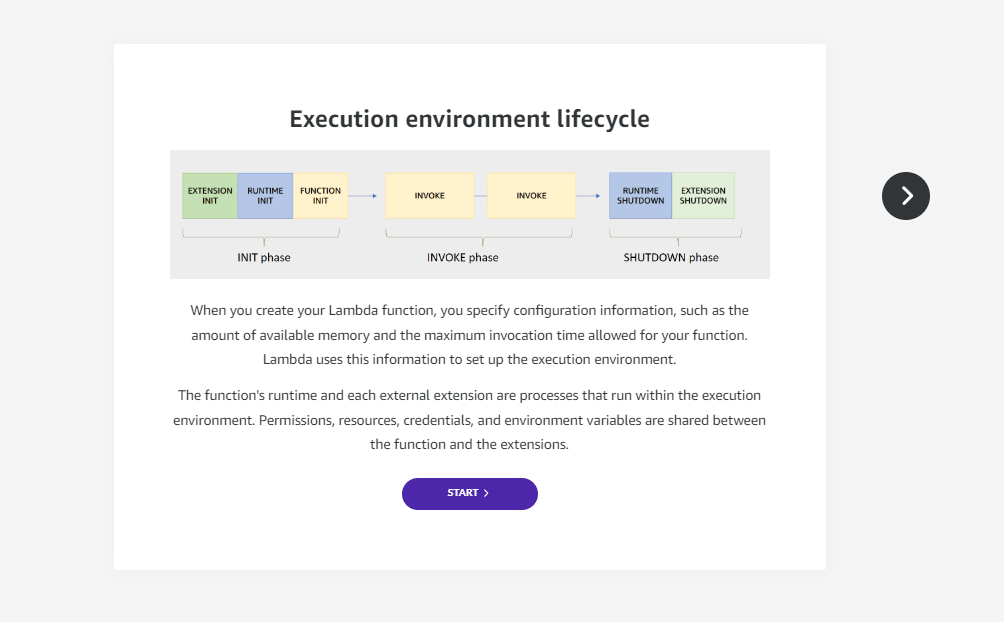 Execution environment lifecycle
EXTENSION INIT
RUNTIME INIT
FUNCTION INIT
INVOKE
INVOKE
RUNTIME SHUTDOWN
EXTENSION SHUTDOWN
INIT phase
INVOKE phase
SHUTDOWN phase
When you create your Lambda function, you specify configuration information, such as the
amount of available memory and the maximum invocation time allowed for your function.
Lambda uses this information to set up the execution environment.
The function's runtime and each external extension are processes that run within the execution
environment. Permissions, resources, credentials, and environment variables are shared between
the function and the extensions.
START